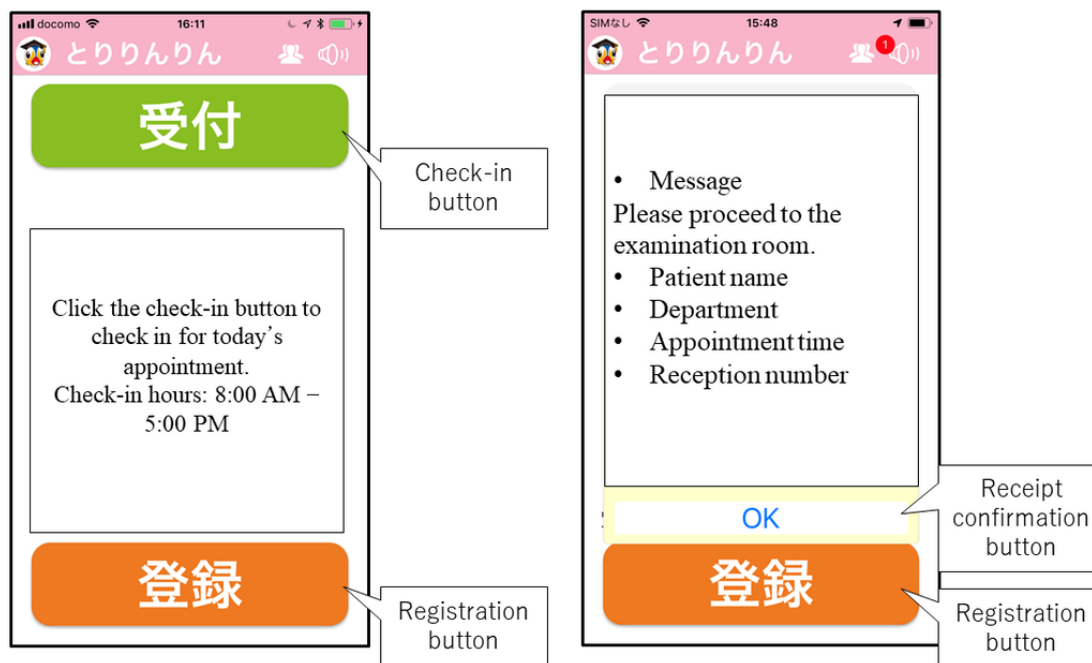 docomo 16:11
とりりんりん
受付
Check-in
button
Click the check-in button to
check in for today's
appointment.
Check-in hours: 8:00 AM –
5:00 PM
登録
Registration
button
SIMなし 15:48
とりりんりん
1
• Message
Please proceed to the
examination room.
• Patient name
• Department
• Appointment time
• Reception number
OK
Receipt
confirmation
button
登録
Registration
button